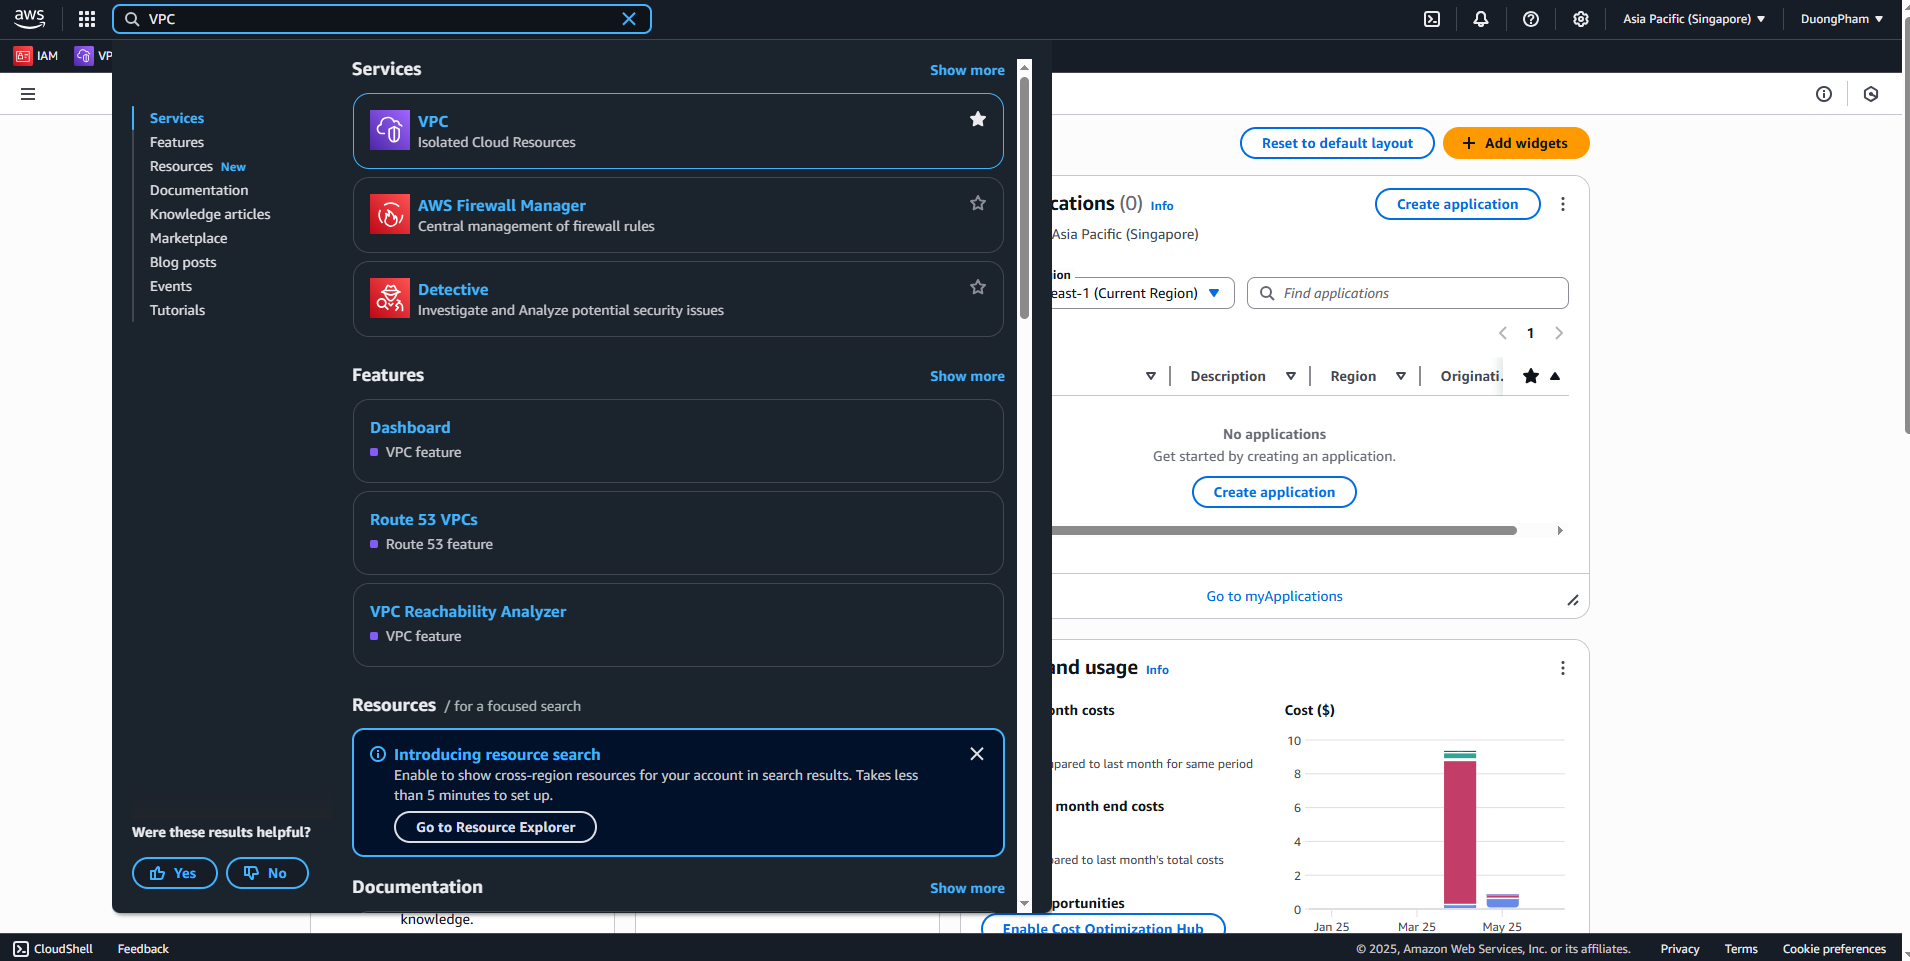 aws
VPC
Asia Pacific (Singapore)
DuongPham
IAM
VP
Services
Features
Resources New
Documentation
Knowledge articles
Marketplace
Blog posts
Events
Tutorials
Were these results helpful?
Yes
No
Services
Show more
VPC
Isolated Cloud Resources
AWS Firewall Manager
Central management of firewall rules
Detective
Investigate and Analyze potential security issues
Features
Show more
Dashboard
VPC feature
Route 53 VPCs
Route 53 feature
VPC Reachability Analyzer
VPC feature
Resources / for a focused search
Introducing resource search
Enable to show cross-region resources for your account in search results. Takes less
than 5 minutes to set up.
Go to Resource Explorer
Documentation
Show more
knowledge.
Reset to default layout
Add widgets
cations (0) Info
Create application
Asia Pacific (Singapore)
ion
east-1 (Current Region)
Find applications
1
Description
Region
Originati.
No applications
Get started by creating an application.
Create application
Go to myApplications
and usage Info
onth costs
mpared to last month for same period
month end costs
pared to last month's total costs
portunities
Enable Cost Optimization Hub
Cost ($)
10
8
6
4
2
0
Jan 25
Mar 25
May 25
CloudShell
Feedback
© 2025, Amazon Web Services, Inc. or its affiliates.
Privacy
Terms
Cookie preferences